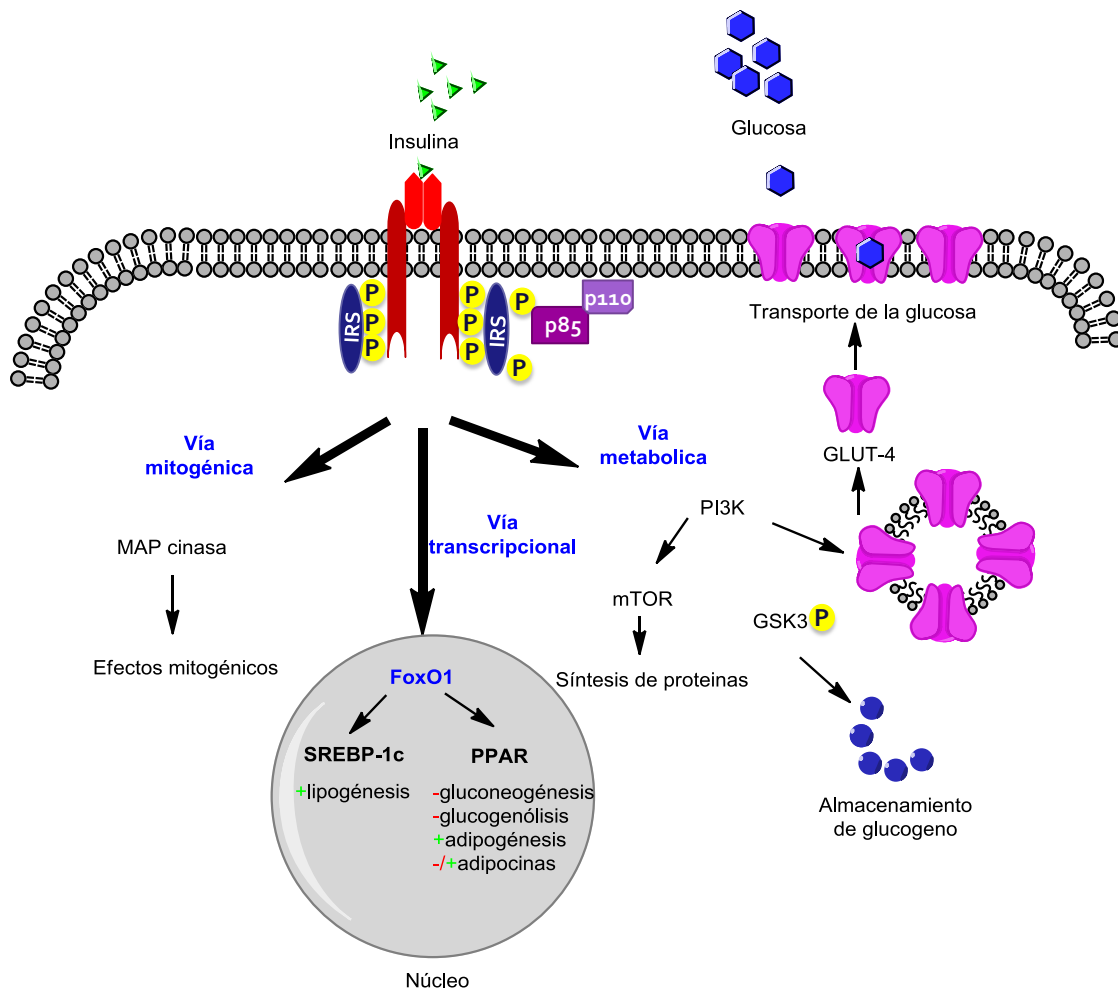 Insulina
Glucosa
P
P
P
IRS
P
P
P
IRS
P
P
p85
p110
Transporte de la glucosa
GLUT-4
Vía
mitogénica
Vía
metabolica
Vía
transcripcional
PI3K
MAP cinasa
mTOR
GSK3 P
Efectos mitogénicos
Síntesis de proteinas
FoxO1
SREBP-1c
PPAR
+lipogénesis
-gluconeogénesis
-glucogenólisis
+adipogénesis
-/+adipocinas
Almacenamiento
de glucogeno
Núcleo